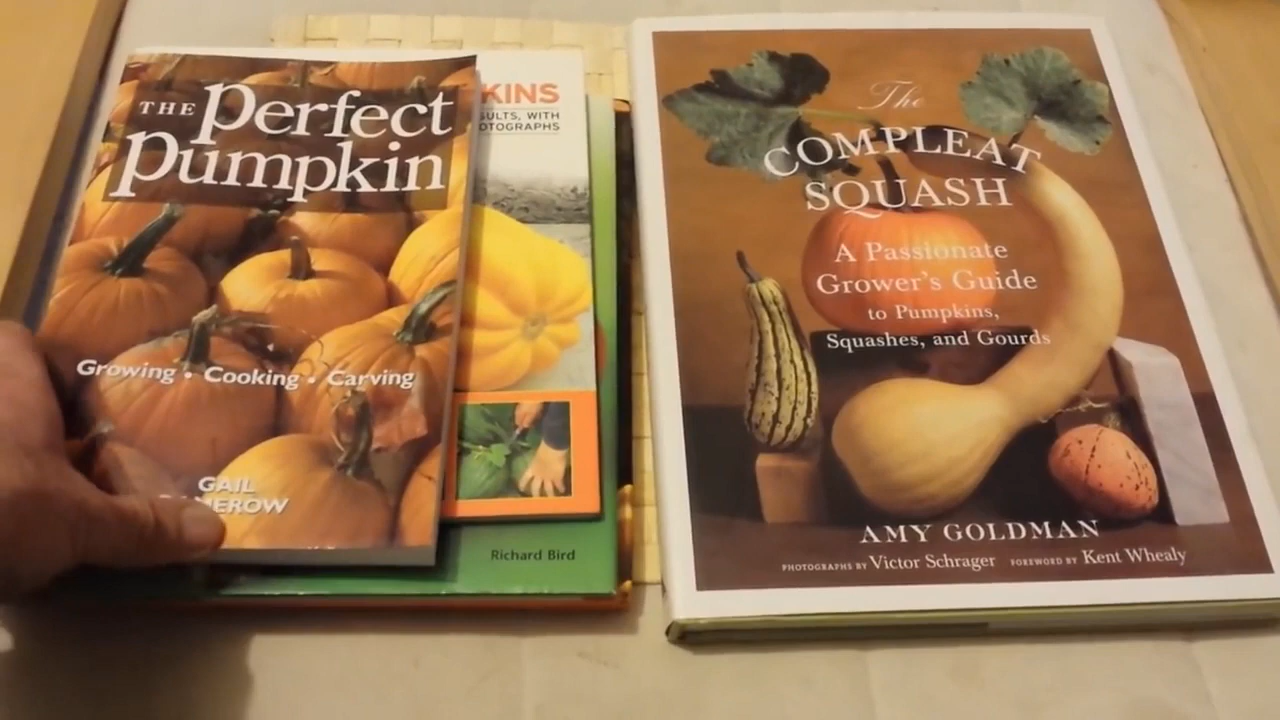 THE Perfect
Pumpkin
Growing • Cooking • Carving
GAIL
KINS
SULTS, WITH
OTOGRAPHS
Richard Bird
The
COMPLEAT
SQUASH
A Passionate
Grower's Guide
to Pumpkins,
Squashes, and Gourds
AMY GOLDMAN
PHOTOGRAPHS BY Victor Schrager FOREWORD BY Kent Whealy